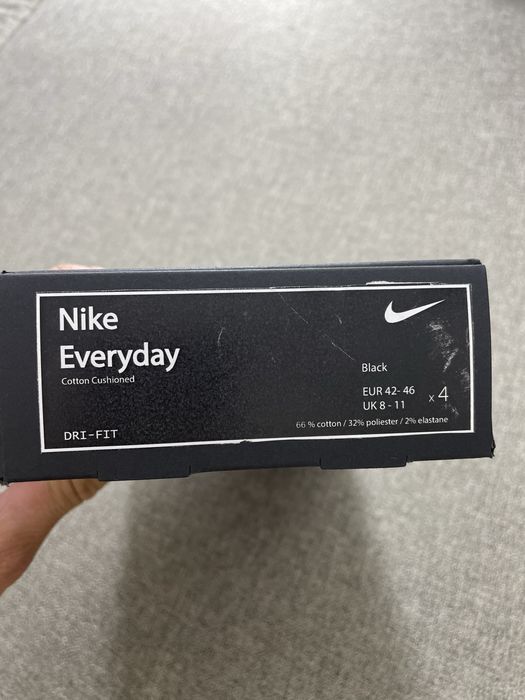 Nike
Everyday
Cotton Cushioned
DRI-FIT
Black
EUR 42- 46
UK 8 - 11
x 4
66 % cotton / 32% poliester / 2% elastane